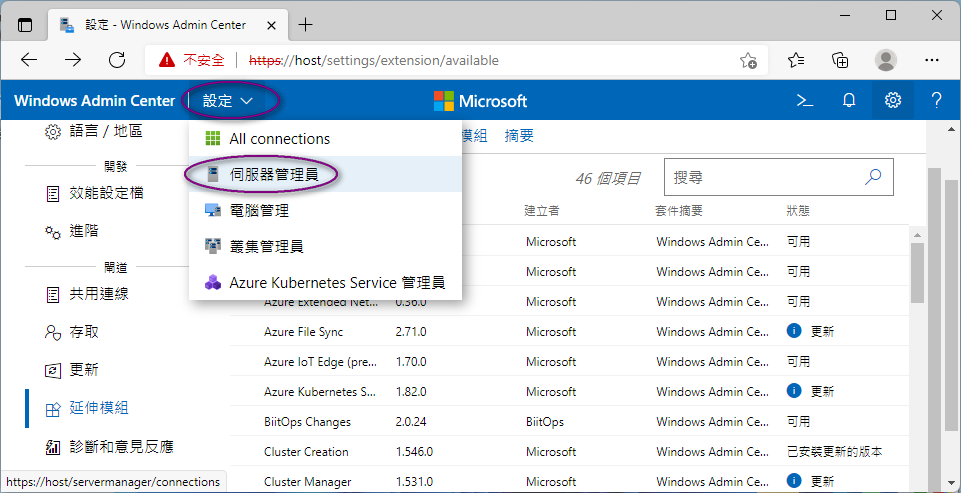 設定 - Windows Admin Center
不安全 https://host/settings/extension/available
Windows Admin Center 設定 Microsoft
語言 / 地區
開發
效能設定檔
進階
閘道
共用連線
存取
更新
延伸模組
診斷和意見反應
All connections
伺服器管理員
電腦管理
叢集管理員
Azure Kubernetes Service 管理員
模組 摘要
46 個項目 搜尋
建立者 套件摘要 狀態
Microsoft Windows Admin Ce... 可用
Microsoft Windows Admin Ce... 可用
Azure Extended Net... 0.36.0 Microsoft Windows Admin Ce... 可用
Azure File Sync 2.71.0 Microsoft Windows Admin Ce... 更新
Azure IoT Edge (pre... 1.70.0 Microsoft Windows Admin Ce... 可用
Azure Kubernetes S... 1.82.0 Microsoft Windows Admin Ce... 更新
BiitOps Changes 2.0.24 BiitOps Windows Admin Ce... 可用
Cluster Creation 1.546.0 Microsoft Windows Admin Ce... 已安裝更新的版本
Cluster Manager 1.531.0 Microsoft Windows Admin Ce... 更新
https://host/servermanager/connections